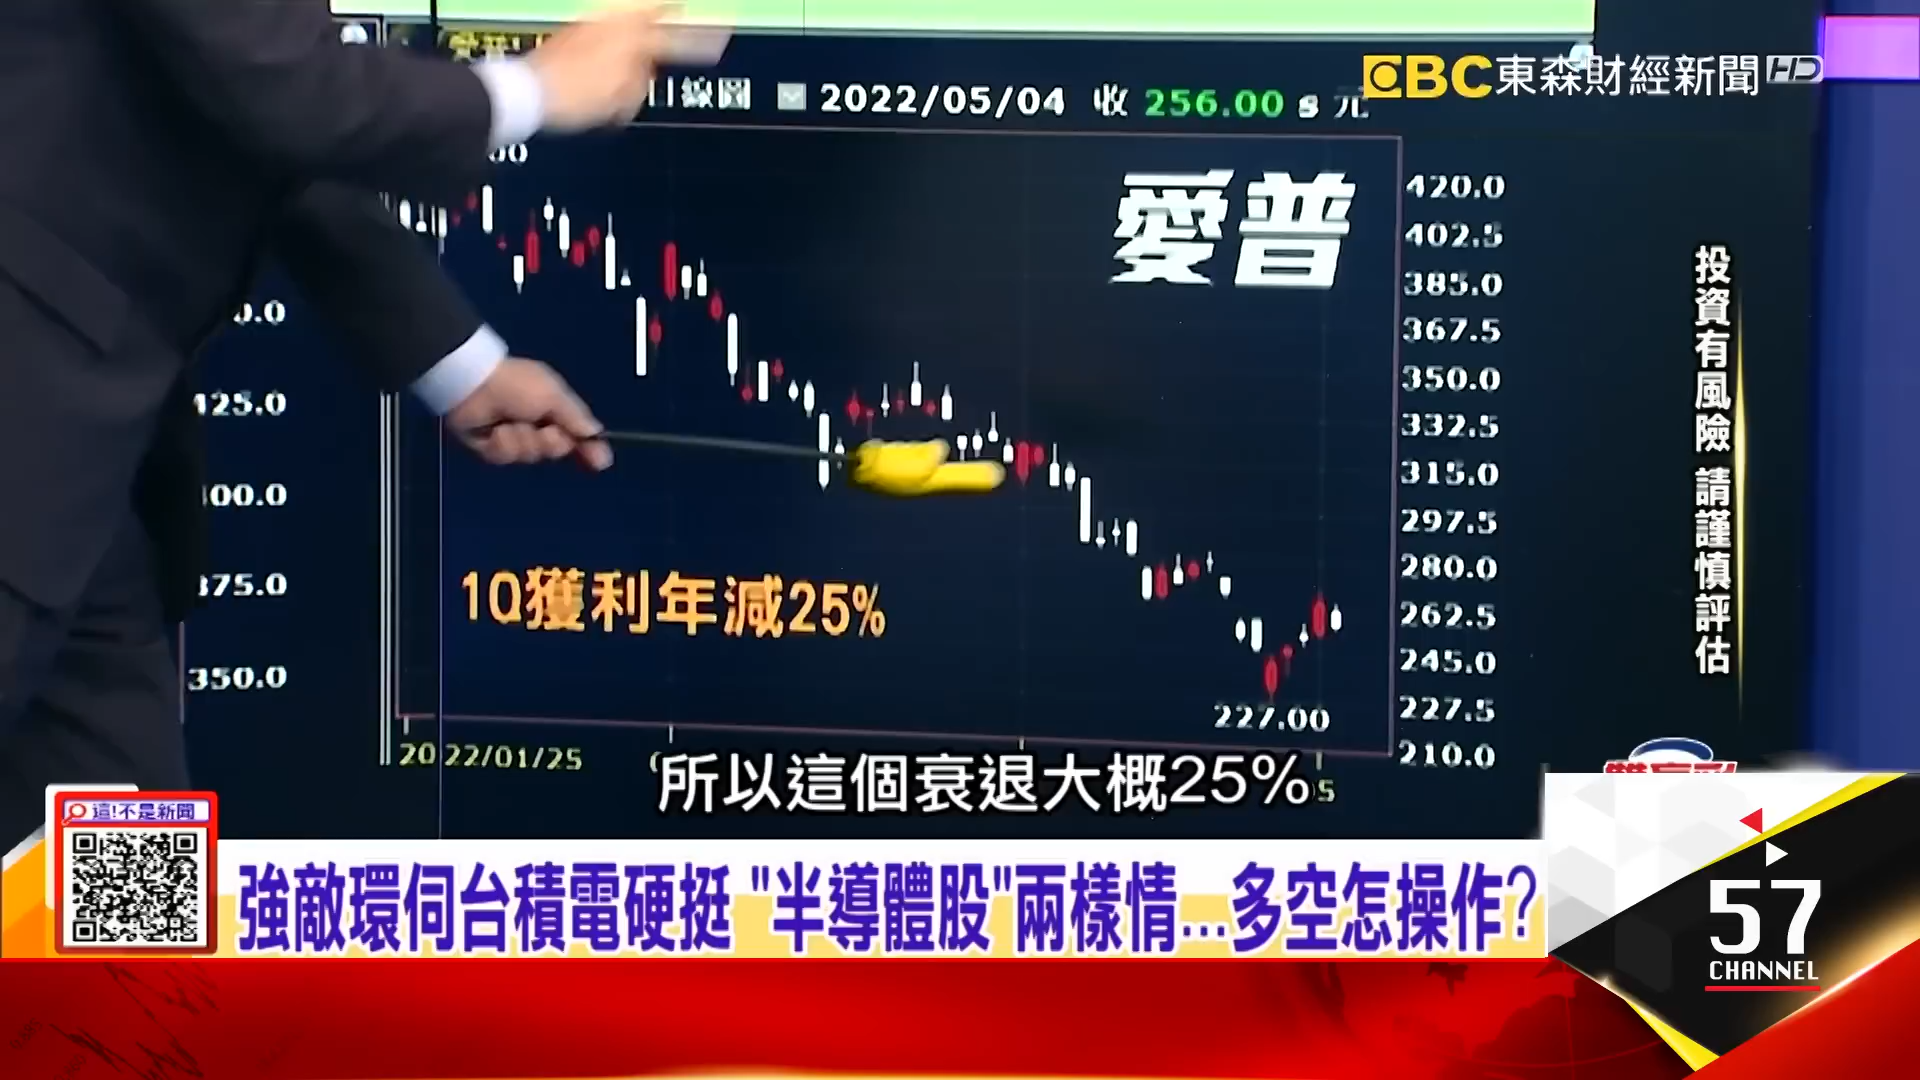 日線圖 2022/05/04 收 256.00 s 元
EBC東森財經新聞HD
愛普
420.0
402.5
385.0
367.5
350.0
332.5
315.0
297.5
280.0
262.5
245.0
227.5
210.0
425.0
400.0
375.0
350.0
1Q獲利年減25%
227.00
2022/01/25
投資有風險 請謹慎評估
所以這個衰退大概25%
這!不是新聞
強敵環伺台積電硬挺 "半導體股"兩樣情...多空怎操作?
57
CHANNEL